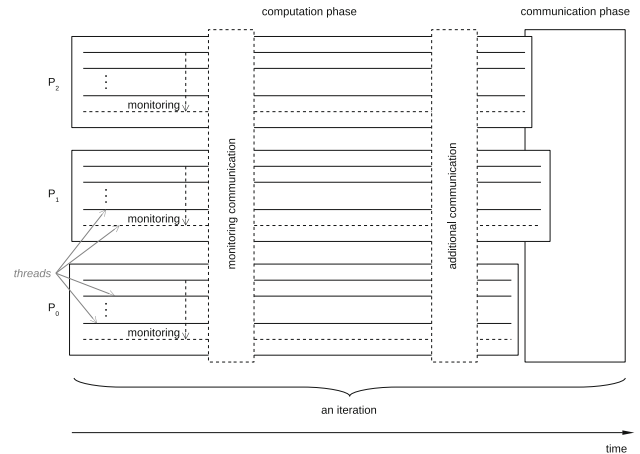 computation phase
communication phase
P2
monitoring
P1
monitoring
threads
P0
monitoring
monitoring communication
additional communication
an iteration
time